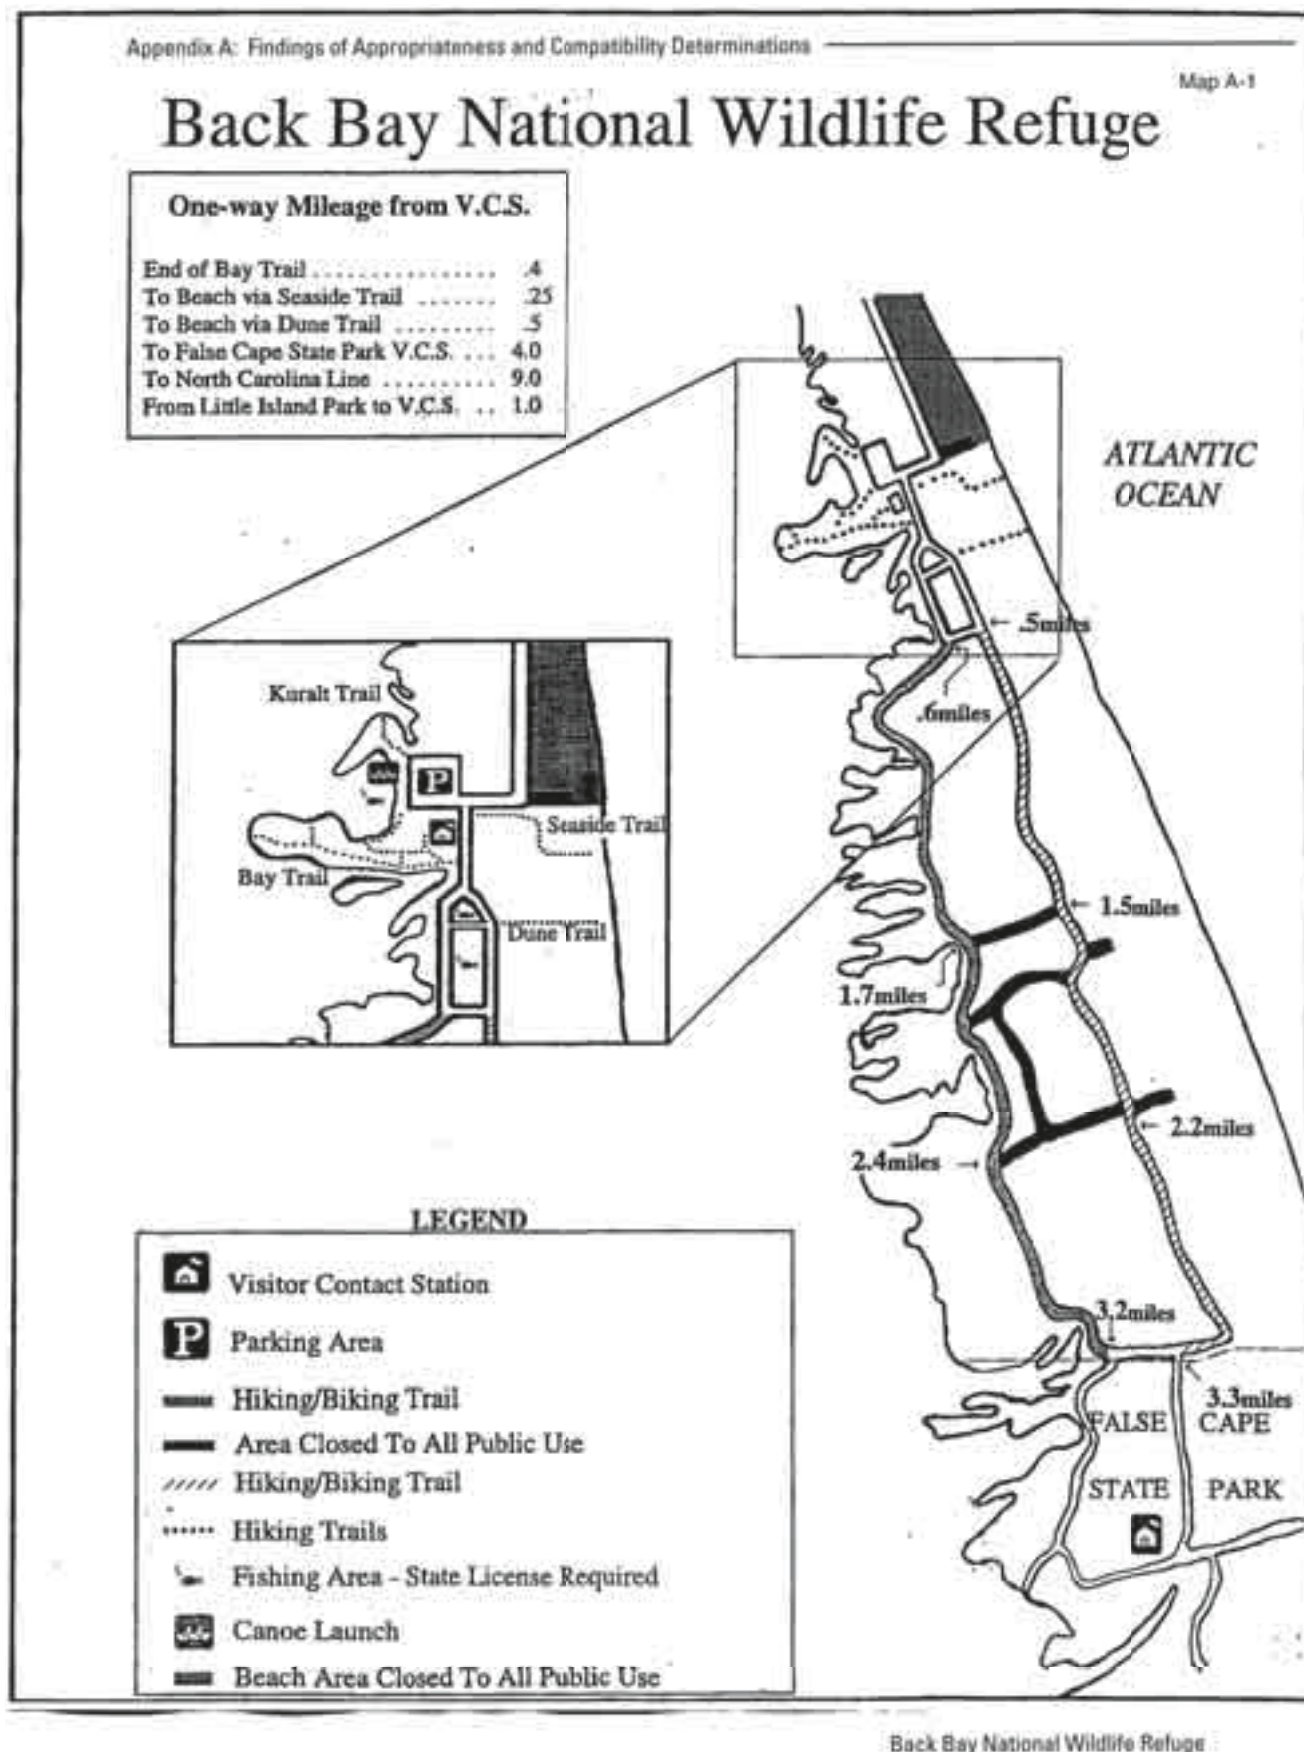 Appendix A: Findings of Appropriateness and Compatibility Determinations
Map A-1
Back Bay National Wildlife Refuge
One-way Mileage from V.C.S.
End of Bay Trail . . . . . . . . . . . . . . . . .4
To Beach via Seaside Trail . . . . . . . .25
To Beach via Dune Trail . . . . . . . . . .5
To False Cape State Park V.C.S. . . . 4.0
To North Carolina Line . . . . . . . . . . 9.0
From Little Island Park to V.C.S. . . 1.0
ATLANTIC
OCEAN
.5miles
.6miles
Kuralt Trail
P
Seaside Trail
Bay Trail
Dune Trail
1.5miles
1.7miles
2.2miles
2.4miles
3.2miles
3.3miles
FALSE CAPE
STATE PARK
LEGEND
Visitor Contact Station
P Parking Area
Hiking/Biking Trail
Area Closed To All Public Use
Hiking/Biking Trail
Hiking Trails
Fishing Area - State License Required
Canoe Launch
Beach Area Closed To All Public Use
Back Bay National Wildlife Refuge